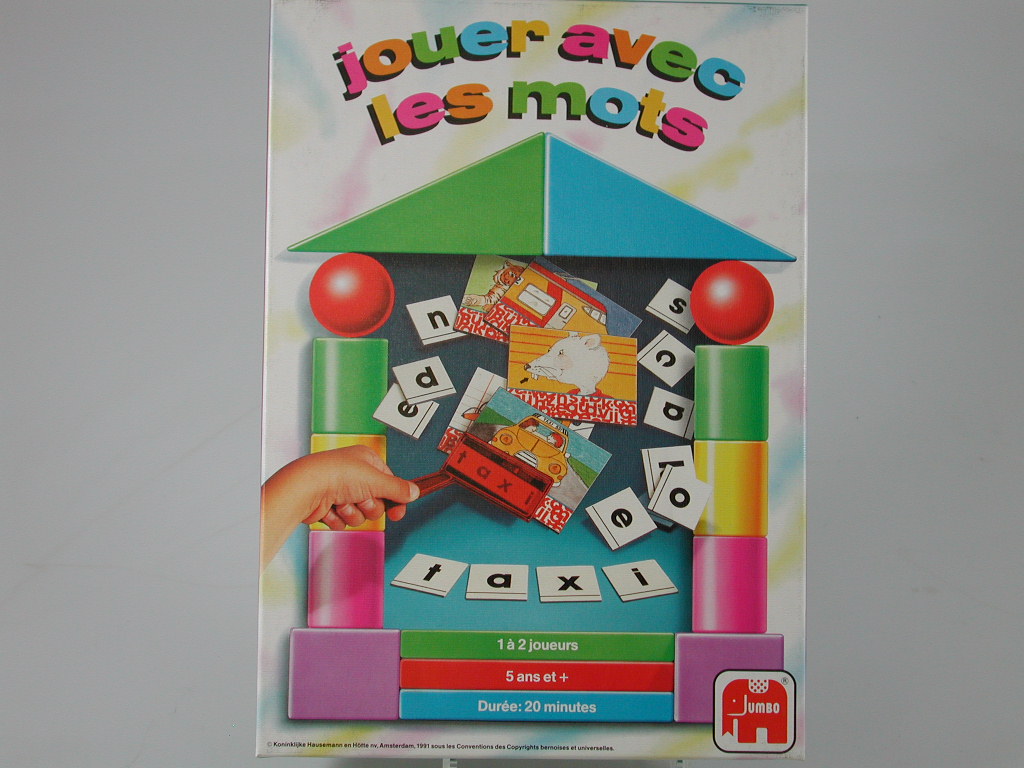 jouer avec
les mots
n
s
d
c
e
a
l
o
e
taxi
t a x i
1 à 2 joueurs
5 ans et +
Durée: 20 minutes
JUMBO
®
© Koninklijke Hausemann en Hötte nv, Amsterdam, 1991 sous les Conventions des Copyrights bernoises et universelles.